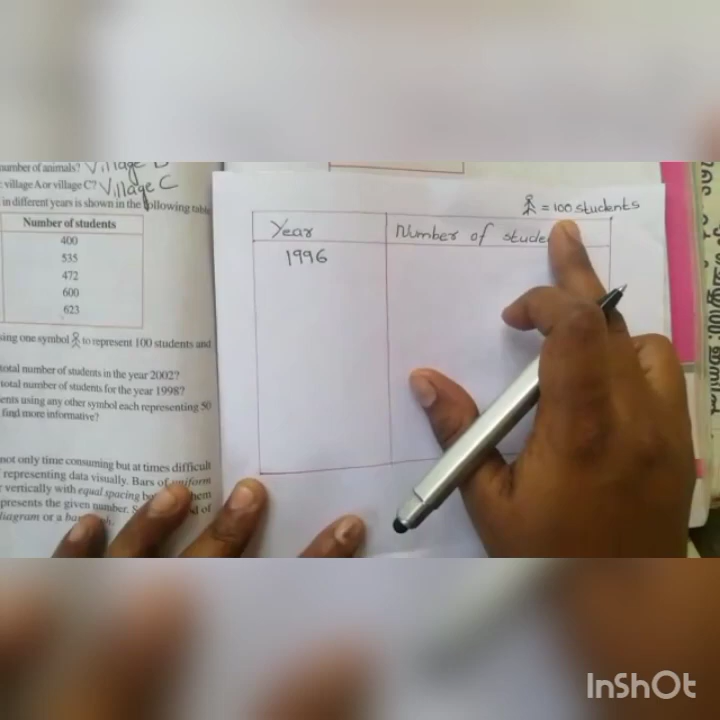 number of animals? Village
village A or village C? Village C
in different years is shown in the following table
Number of students
400
535
472
600
623
sing one symbol to represent 100 students and
total number of students in the year 2002?
total number of students for the year 1998?
ents using any other symbol each representing 50
find more informative?
not only time consuming but at times difficult
representing data visually. Bars of uniform
vertically with equal spacing hem
presents the given number. S d of
diagram or a bar
= 100 students
Year Number of stude
1996
InShOt